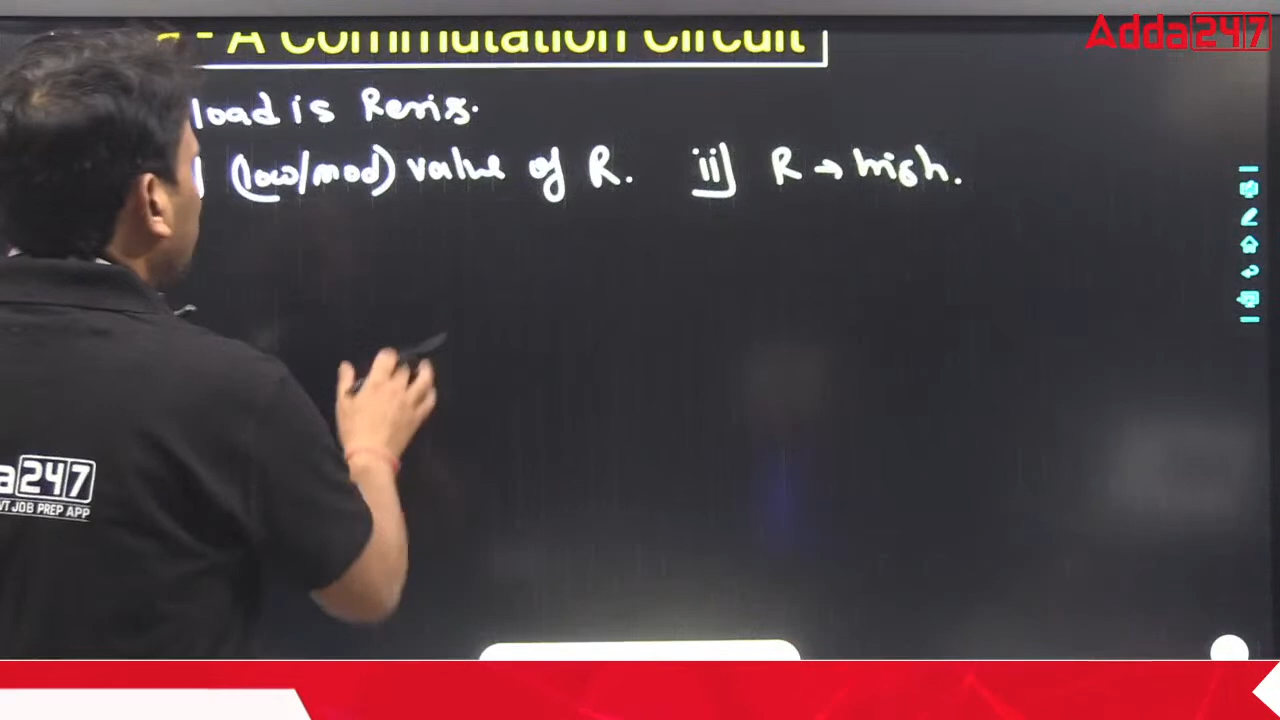 - A Commutation Circuit
Adda247
load is Resis.
(low/mod) value of R. ii) R → high.
a247
VT JOB PREP APP